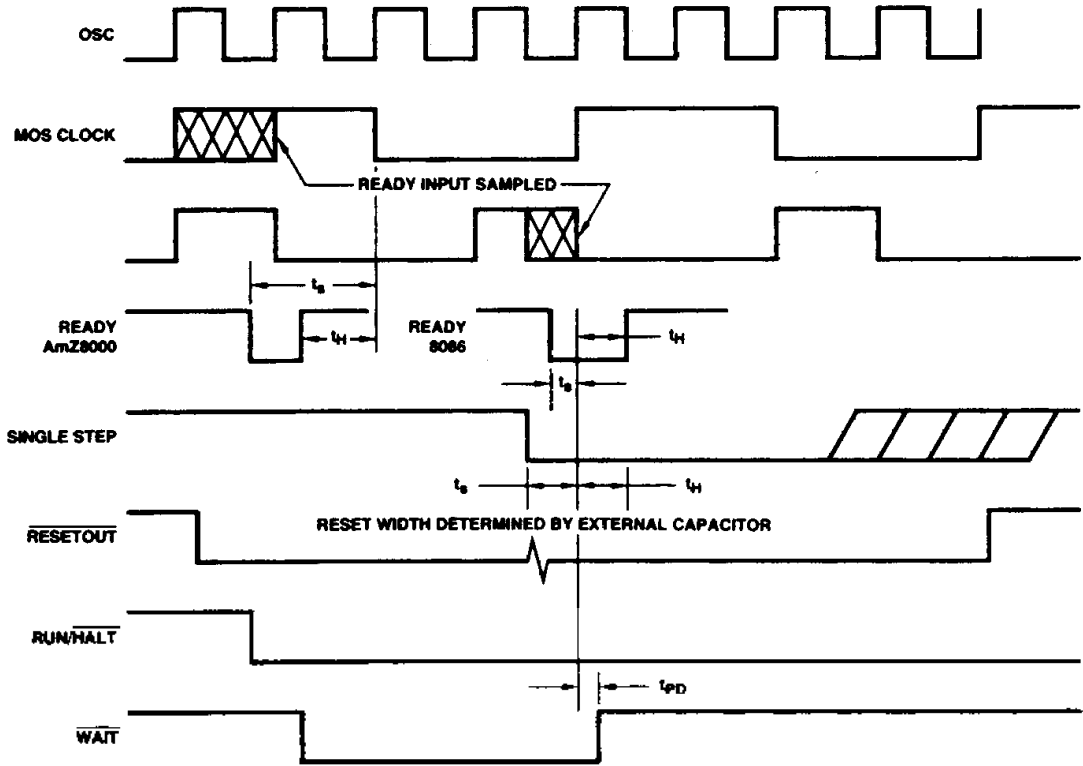 OSC
MOS CLOCK
READY INPUT SAMPLED
ts
READY
AmZ8000
tH
READY
8086
tH
ts
SINGLE STEP
ts
tH
RESET WIDTH DETERMINED BY EXTERNAL CAPACITOR
RESETOUT
RUN/HALT
tPD
WAIT